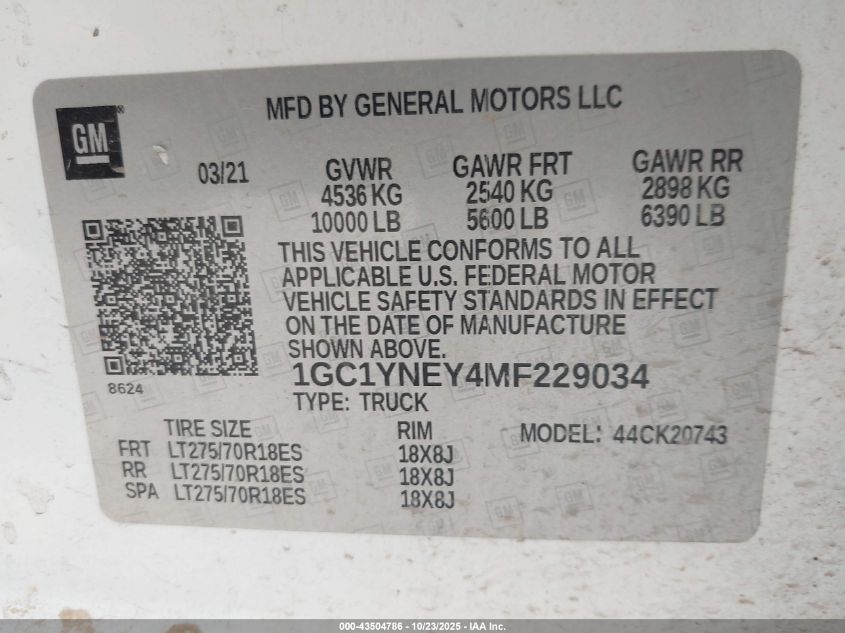 MFD BY GENERAL MOTORS LLC
GM®
03/21
GVWR GAWR FRT GAWR RR
4536 KG 2540 KG 2898 KG
10000 LB 5600 LB 6390 LB
THIS VEHICLE CONFORMS TO ALL
APPLICABLE U.S. FEDERAL MOTOR
VEHICLE SAFETY STANDARDS IN EFFECT
ON THE DATE OF MANUFACTURE
SHOWN ABOVE.
8624
1GC1YNEY4MF229034
TYPE: TRUCK
TIRE SIZE RIM MODEL: 44CK20743
FRT LT275/70R18ES 18X8J
RR LT275/70R18ES 18X8J
SPA LT275/70R18ES 18X8J
000-43504786 - 10/23/2025 - IAA Inc.